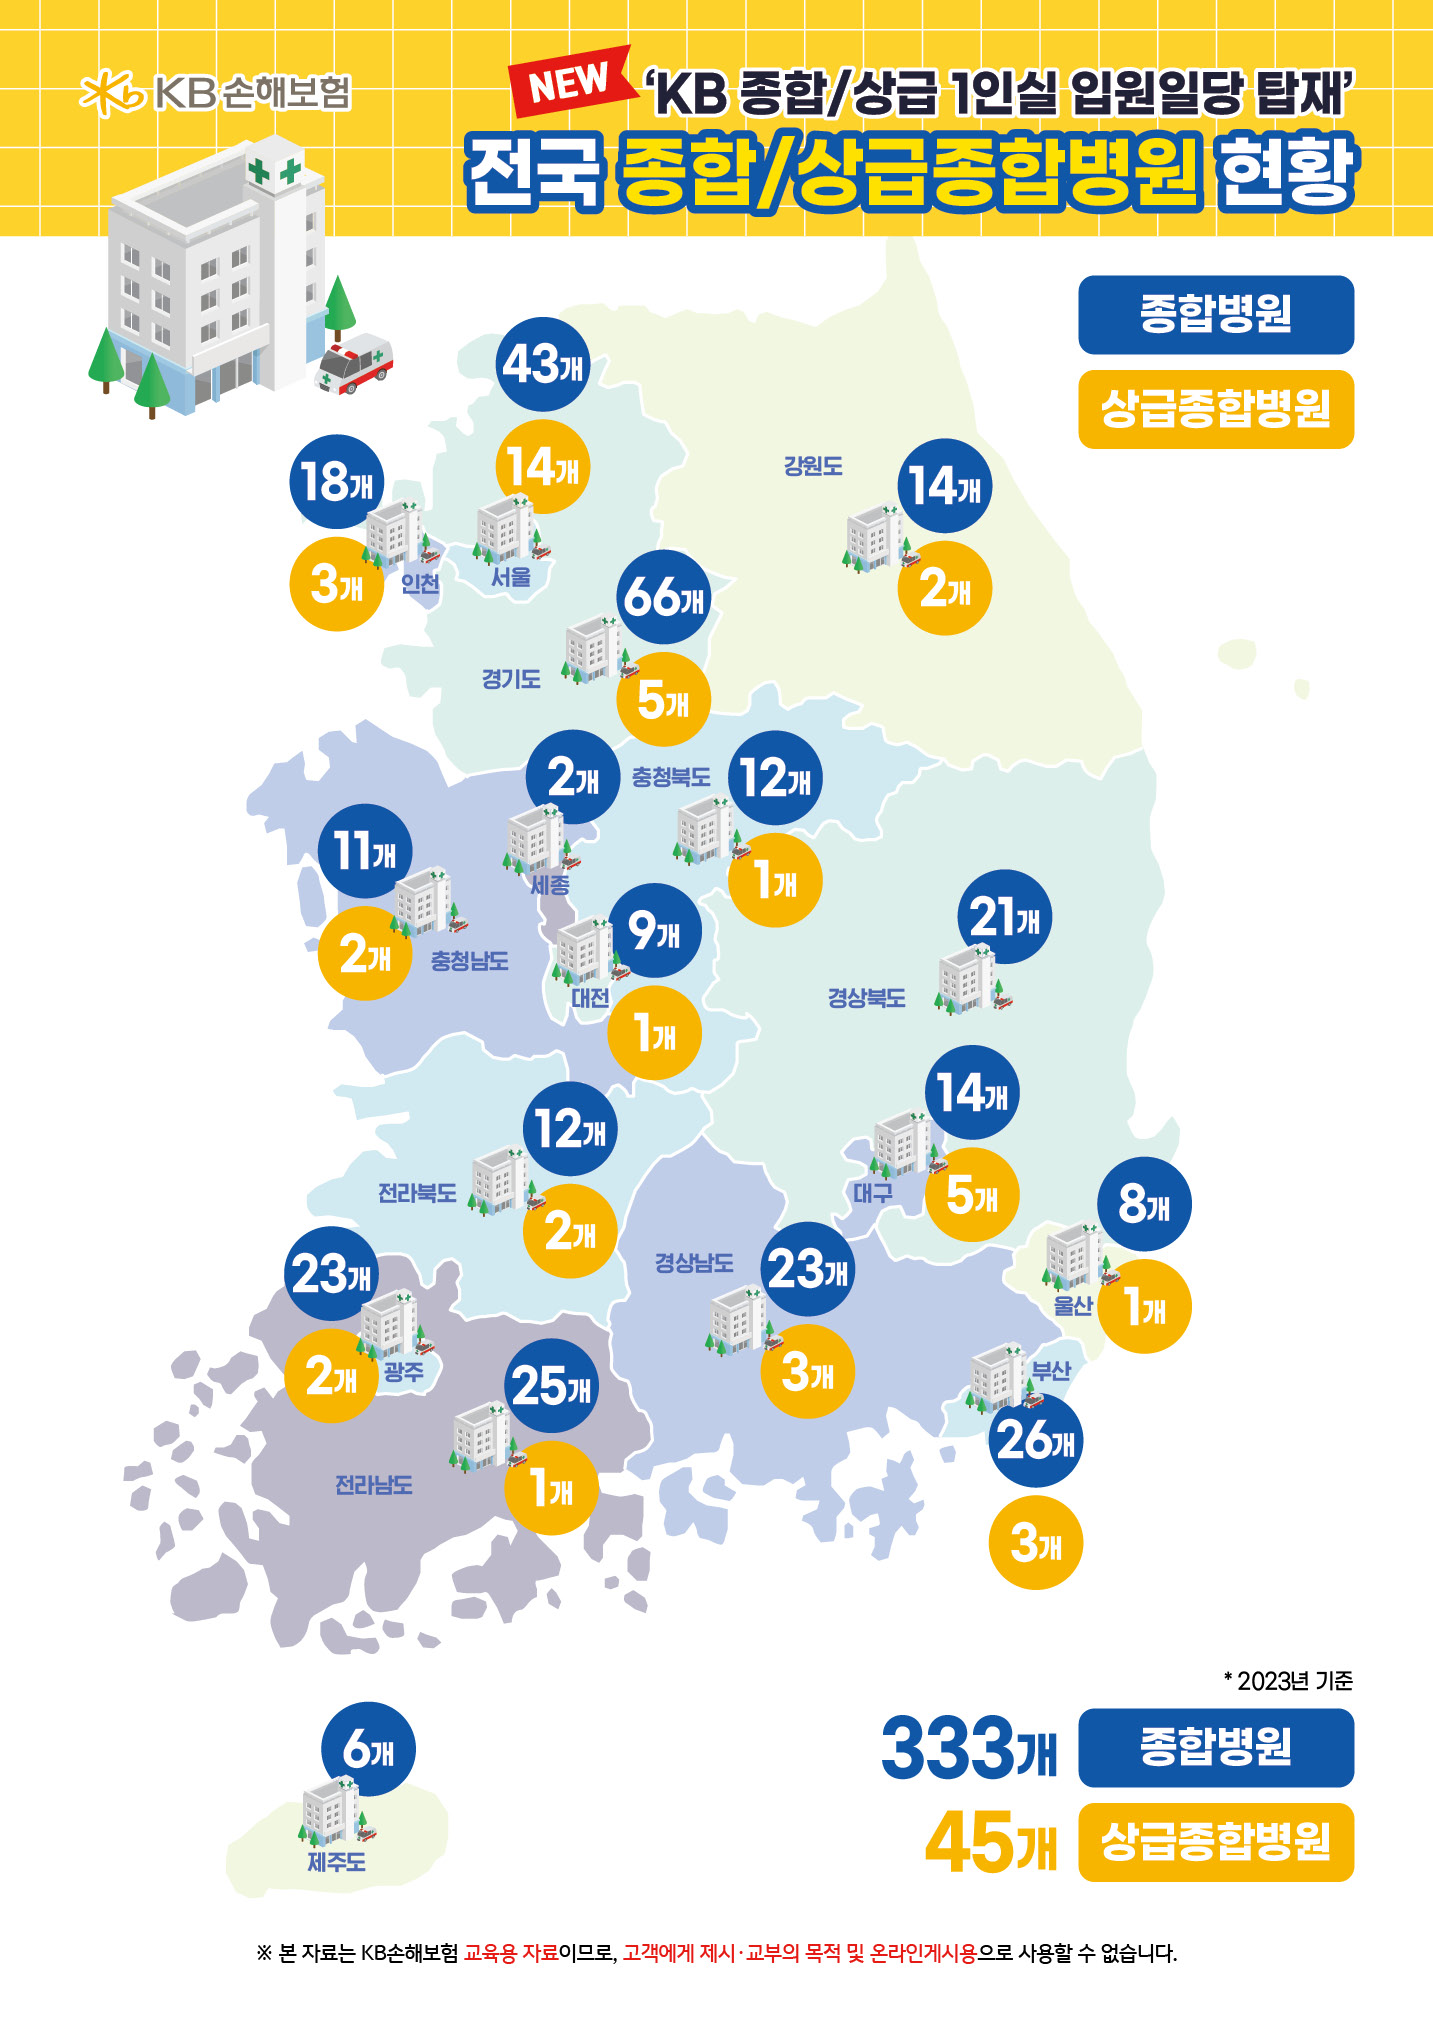 KB 손해보험
NEW
‘KB 종합/상급 1인실 입원일당 탑재’
전국 종합/상급종합병원 현황
종합병원
상급종합병원
43개
14개
서울
18개
3개
인천
강원도
14개
2개
66개
5개
경기도
2개
세종
충청북도
12개
1개
11개
2개
충청남도
9개
1개
대전
21개
경상북도
14개
5개
대구
12개
2개
전라북도
8개
1개
울산
23개
2개
광주
경상남도
23개
3개
25개
1개
전라남도
부산
26개
3개
6개
제주도
* 2023년 기준
333개 종합병원
45개 상급종합병원
※ 본 자료는 KB손해보험 교육용 자료이므로, 고객에게 제시·교부의 목적 및 온라인게시용으로 사용할 수 없습니다.